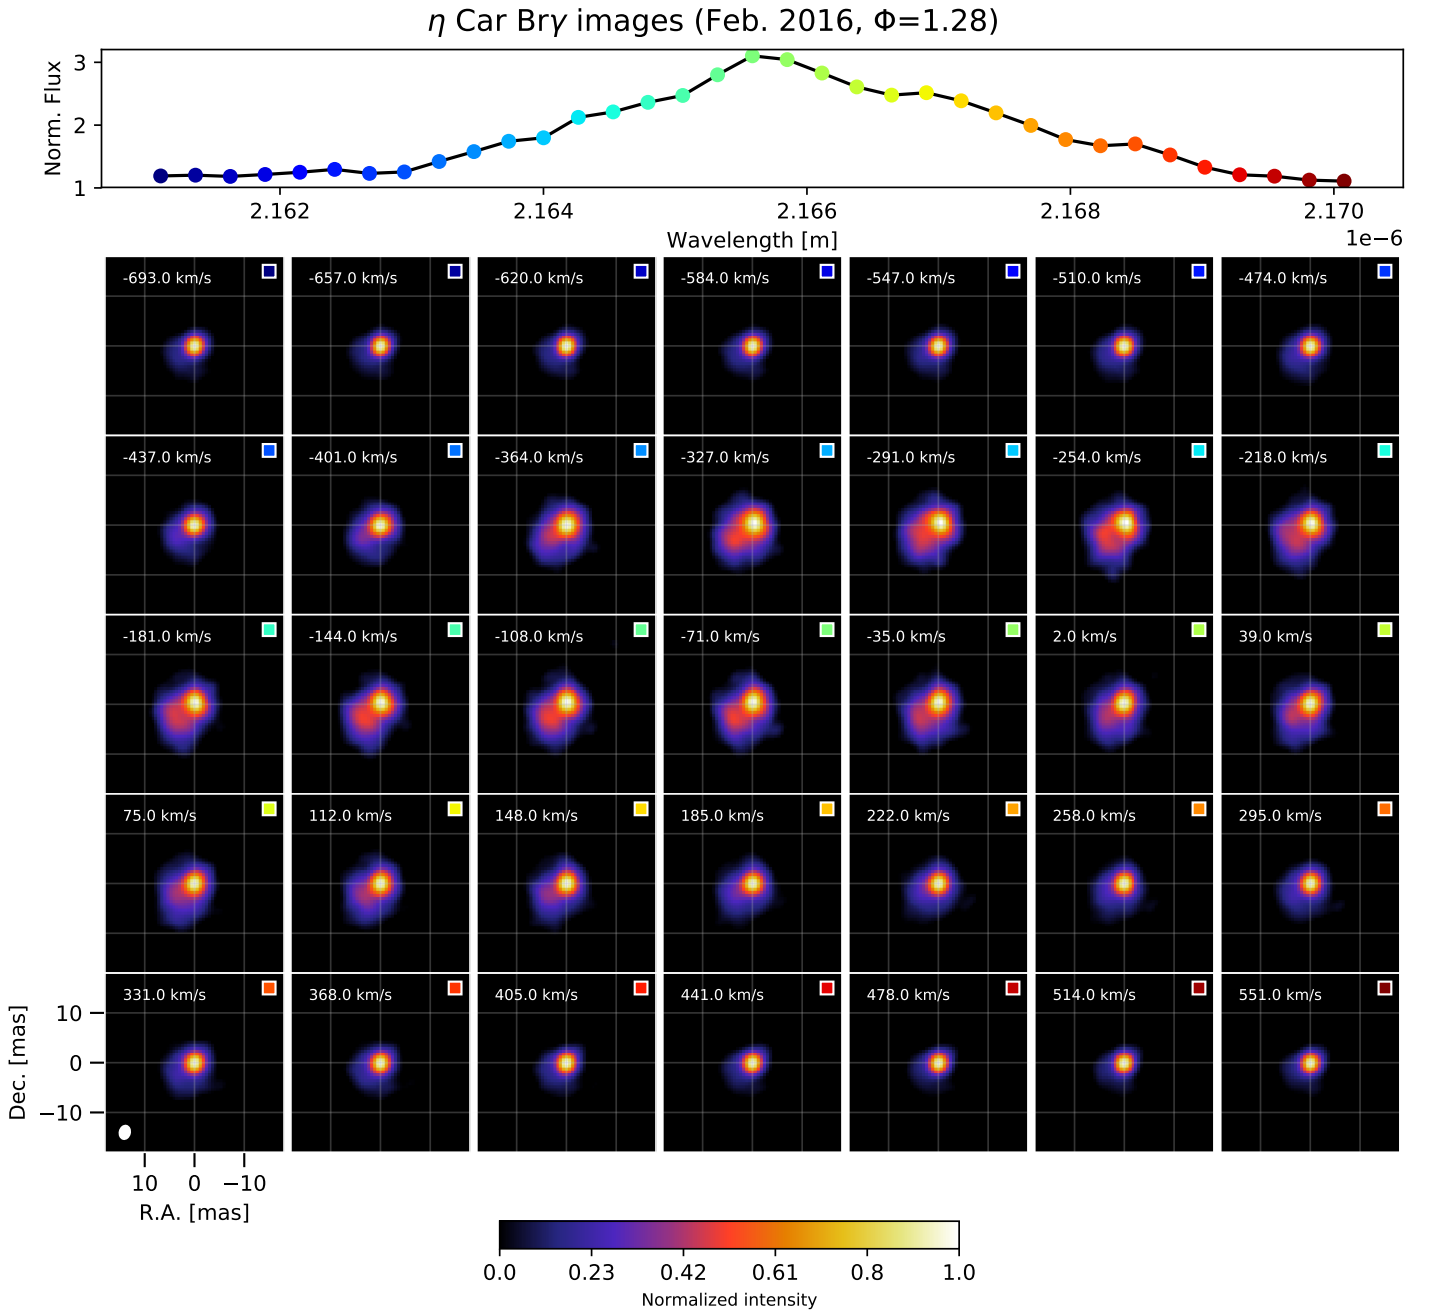 η Car Brγ images (Feb. 2016, Φ=1.28)
Norm. Flux
3
2
1
2.162 2.164 2.166 2.168 2.170
Wavelength [m]
1e−6
-693.0 km/s -657.0 km/s -620.0 km/s -584.0 km/s -547.0 km/s -510.0 km/s -474.0 km/s
-437.0 km/s -401.0 km/s -364.0 km/s -327.0 km/s -291.0 km/s -254.0 km/s -218.0 km/s
-181.0 km/s -144.0 km/s -108.0 km/s -71.0 km/s -35.0 km/s 2.0 km/s 39.0 km/s
75.0 km/s 112.0 km/s 148.0 km/s 185.0 km/s 222.0 km/s 258.0 km/s 295.0 km/s
331.0 km/s 368.0 km/s 405.0 km/s 441.0 km/s 478.0 km/s 514.0 km/s 551.0 km/s
Dec. [mas]
10
0
−10
10 0 −10
R.A. [mas]
0.0 0.23 0.42 0.61 0.8 1.0
Normalized intensity